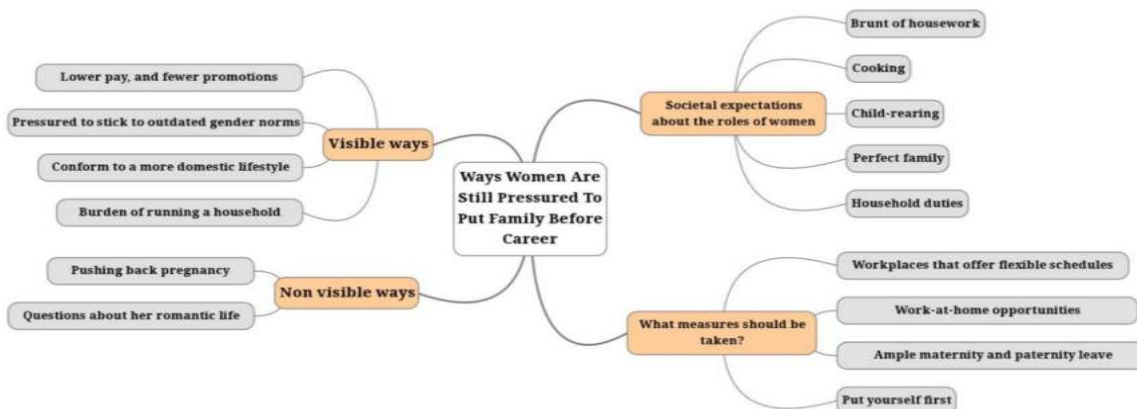 Ways Women Are
Still Pressured To
Put Family Before
Career
Visible ways
Lower pay, and fewer promotions
Pressured to stick to outdated gender norms
Conform to a more domestic lifestyle
Burden of running a household
Non visible ways
Pushing back pregnancy
Questions about her romantic life
Societal expectations
about the roles of women
Brunt of housework
Cooking
Child-rearing
Perfect family
Household duties
What measures should be
taken?
Workplaces that offer flexible schedules
Work-at-home opportunities
Ample maternity and paternity leave
Put yourself first